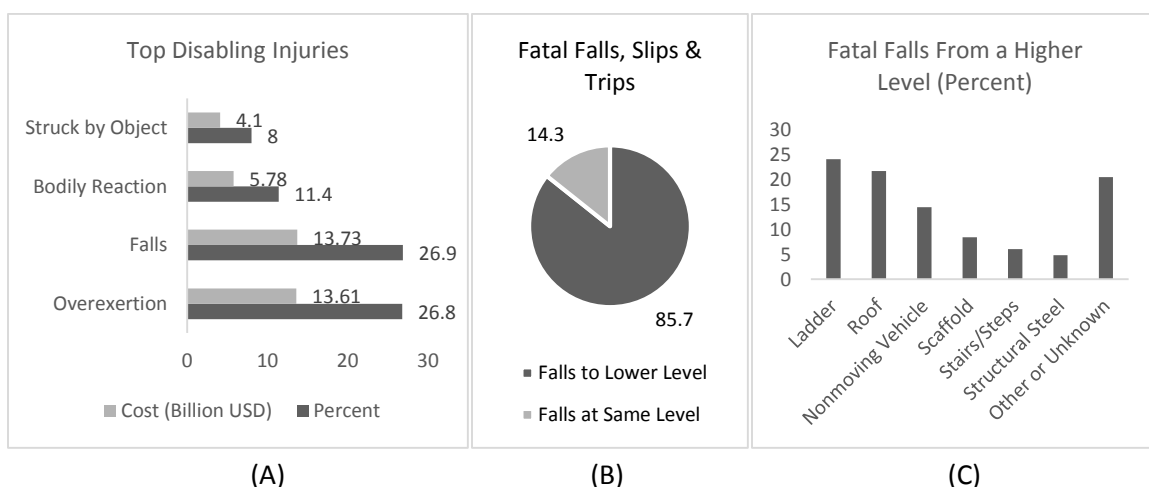 Top Disabling Injuries
Struck by Object
4.1
8
Bodily Reaction
5.78
11.4
Falls
13.73
26.9
Overexertion
13.61
26.8
0 10 20 30
Cost (Billion USD) Percent
(A)
Fatal Falls, Slips &
Trips
14.3
85.7
Falls to Lower Level
Falls at Same Level
(B)
Fatal Falls From a Higher
Level (Percent)
30
25
20
15
10
5
0
Ladder
Roof
Nonmoving Vehicle
Scaffold
Stairs/Steps
Structural Steel
Other or Unknown
(C)